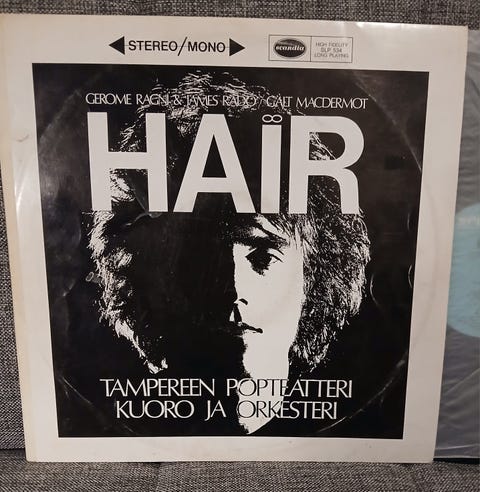 STEREO/MONO
scandia
HIGH FIDELITY
SLP 534
LONG PLAYING
GEROME RAGNI & JAMES RADO / GALT MACDERMOT
HAÏR
TAMPEREEN POPTEATTERI
KUORO JA ORKESTERI